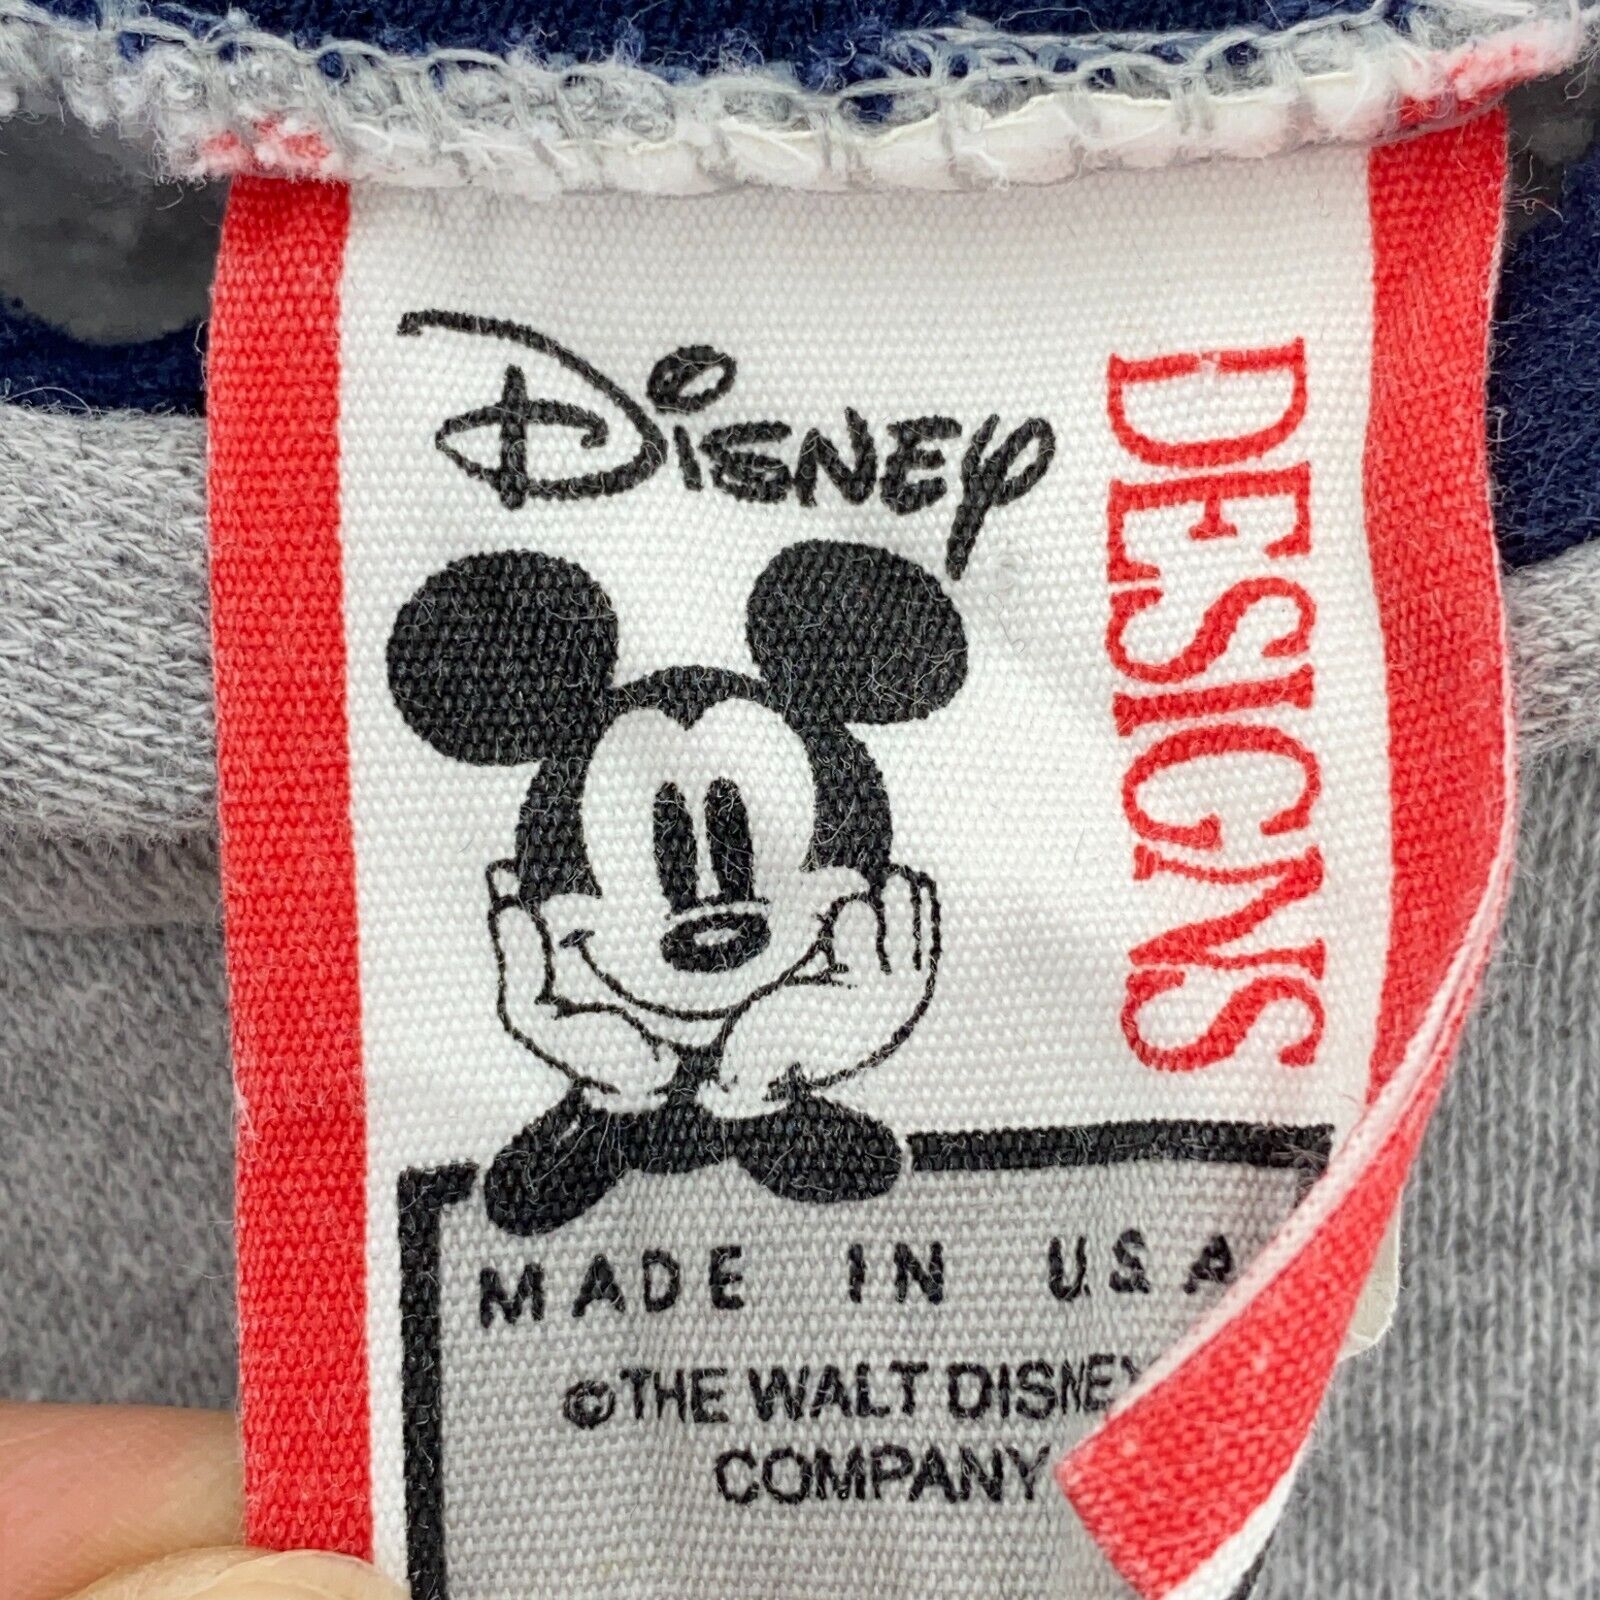 Disney
DESIGNS
MADE IN USA
©THE WALT DISNEY
COMPANY